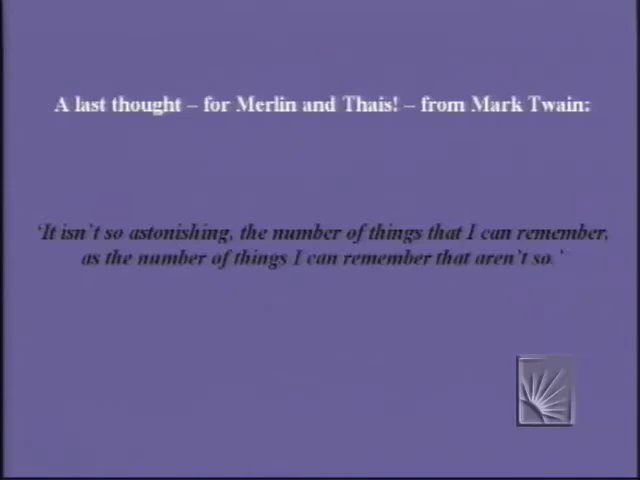 A last thought – for Merlin and Thais! – from Mark Twain:
‘It isn’t so astonishing, the number of things that I can remember,
as the number of things I can remember that aren’t so.’